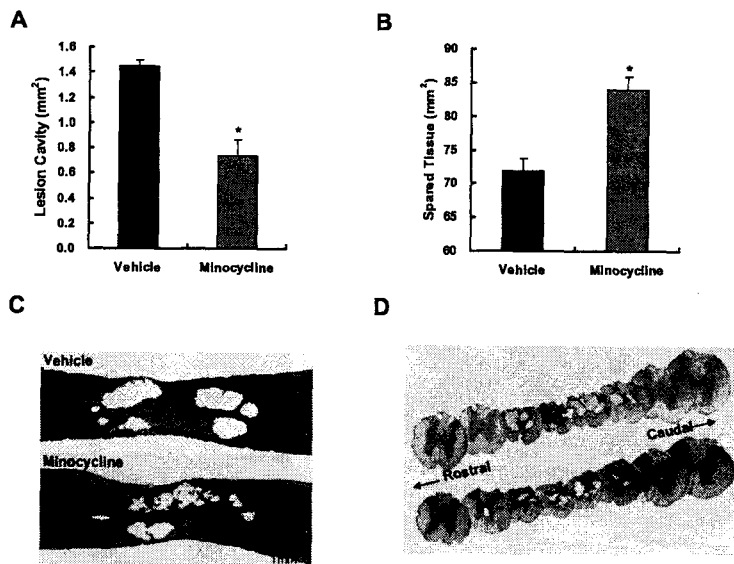 A
Lesion Cavity (mm²)
1.6
1.4
1.2
1.0
0.8
0.6
0.4
0.2
0.0
*
Vehicle
Minocycline
B
Spared Tissue (mm²)
90
85
80
75
70
65
60
*
Vehicle
Minocycline
C
Vehicle
Minocycline
D
Caudal
Rostral